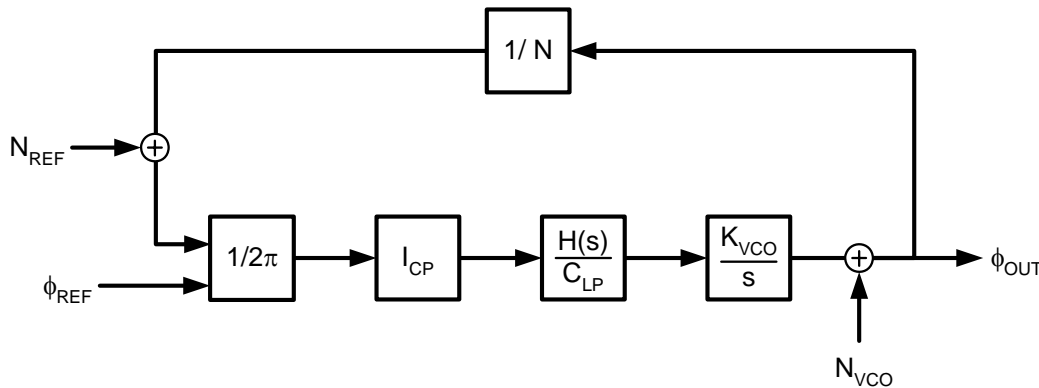 1/ N
N_REF
1/2π
I_CP
H(s)
C_LP
K_VCO
s
ϕ_REF
ϕ_OUT
N_VCO